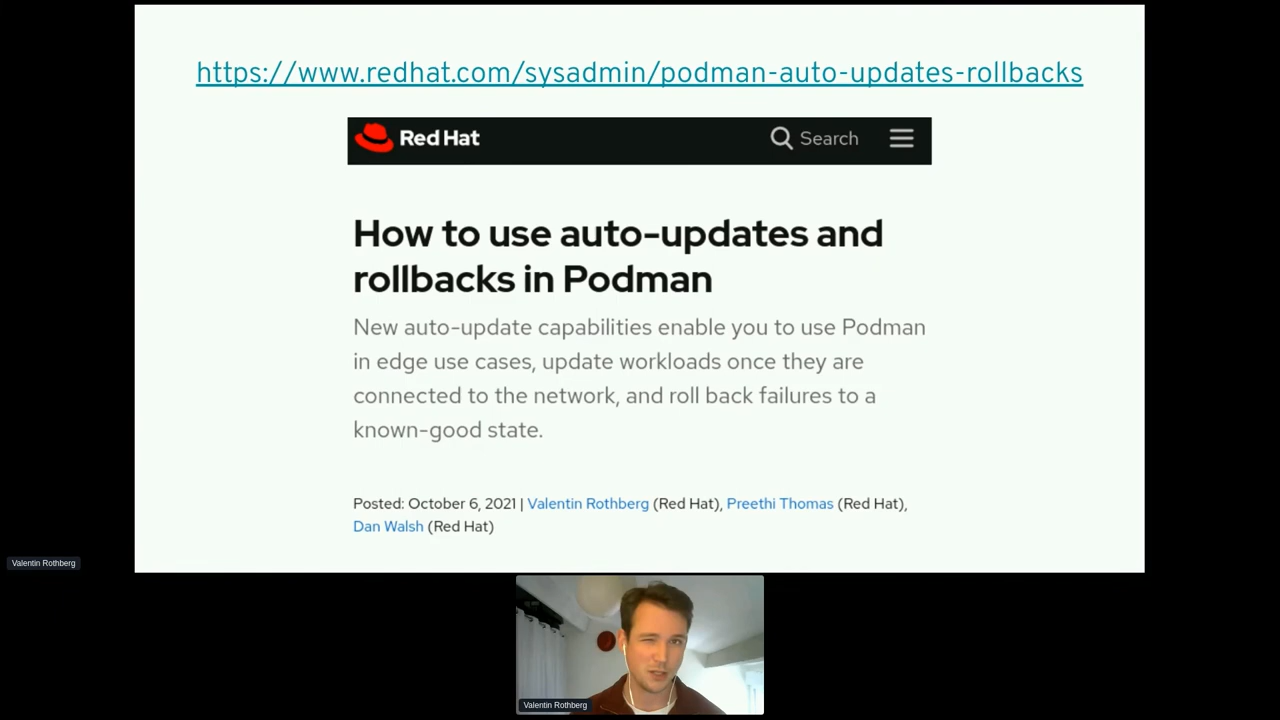 https://www.redhat.com/sysadmin/podman-auto-updates-rollbacks
Red Hat
Search
How to use auto-updates and
rollbacks in Podman
New auto-update capabilities enable you to use Podman
in edge use cases, update workloads once they are
connected to the network, and roll back failures to a
known-good state.
Posted: October 6, 2021 | Valentin Rothberg (Red Hat), Preethi Thomas (Red Hat),
Dan Walsh (Red Hat)
Valentin Rothberg
Valentin Rothberg